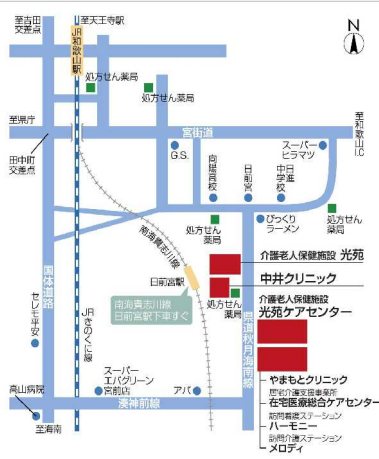 至吉田
交差点
至天王寺駅
N
JR和歌山駅
処方せん薬局
処方せん薬局
至県庁
宮街道
至和歌山I.C
田中町
交差点
G.S.
向陽高校
日前宮
日進中学校
スーパー
ヒラマツ
南海貴志川線
処方せん
薬局
びっくり
ラーメン
処方せん
薬局
国体道路
介護老人保健施設 光苑
日前宮駅
中井クリニック
処方せん
薬局
南海貴志川線
日前宮駅下車すぐ
介護老人保健施設
光苑ケアセンター
セレモ平安
JRきのくに線
県道秋月海南線
スーパー
エバグリーン
宮前店
アバ
やまもとクリニック
居宅介護支援事業所
在宅医療総合ケアセンター
高山病院
湊神前線
訪問看護ステーション
ハーモニー
至海南
訪問介護ステーション
メロディ